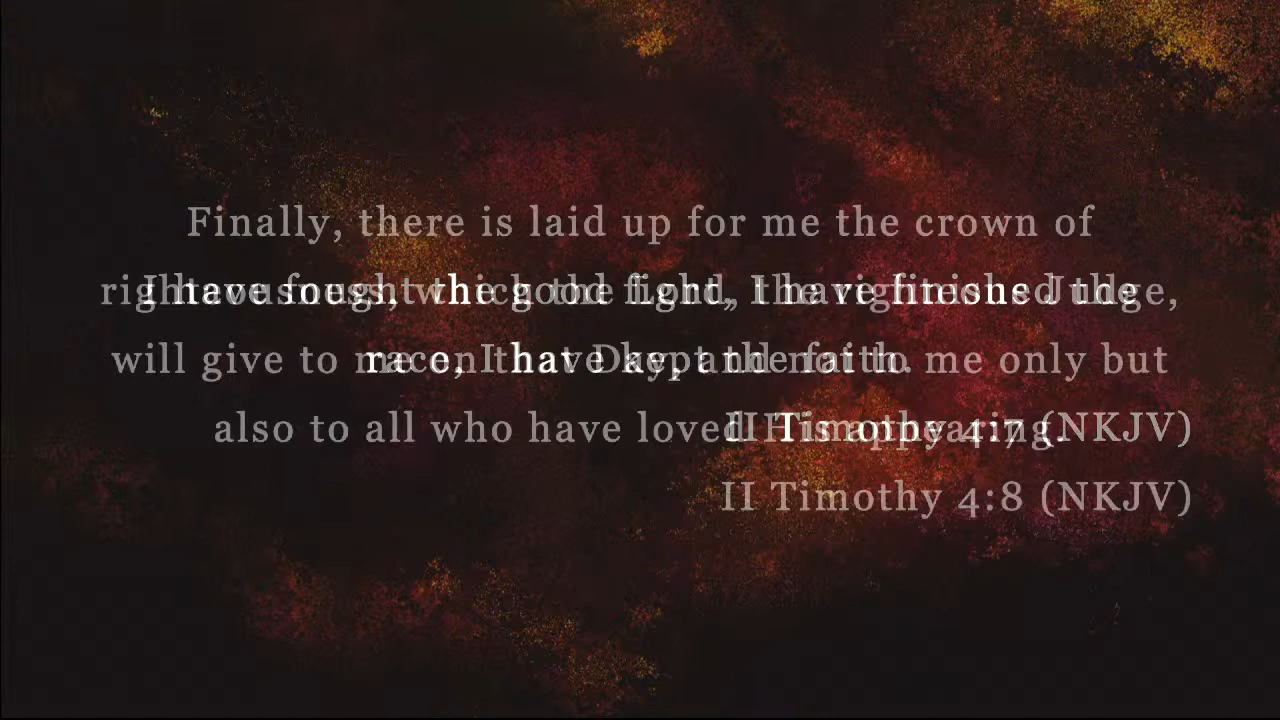 Finally, there is laid up for me the crown of
righteousness, which the Lord, the righteous Judge,
will give to me on that Day, and not to me only but
also to all who have loved His appearing.
II Timothy 4:8 (NKJV)
I have fought the good fight, I have finished the
race, I have kept the faith.
II Timothy 4:7 (NKJV)